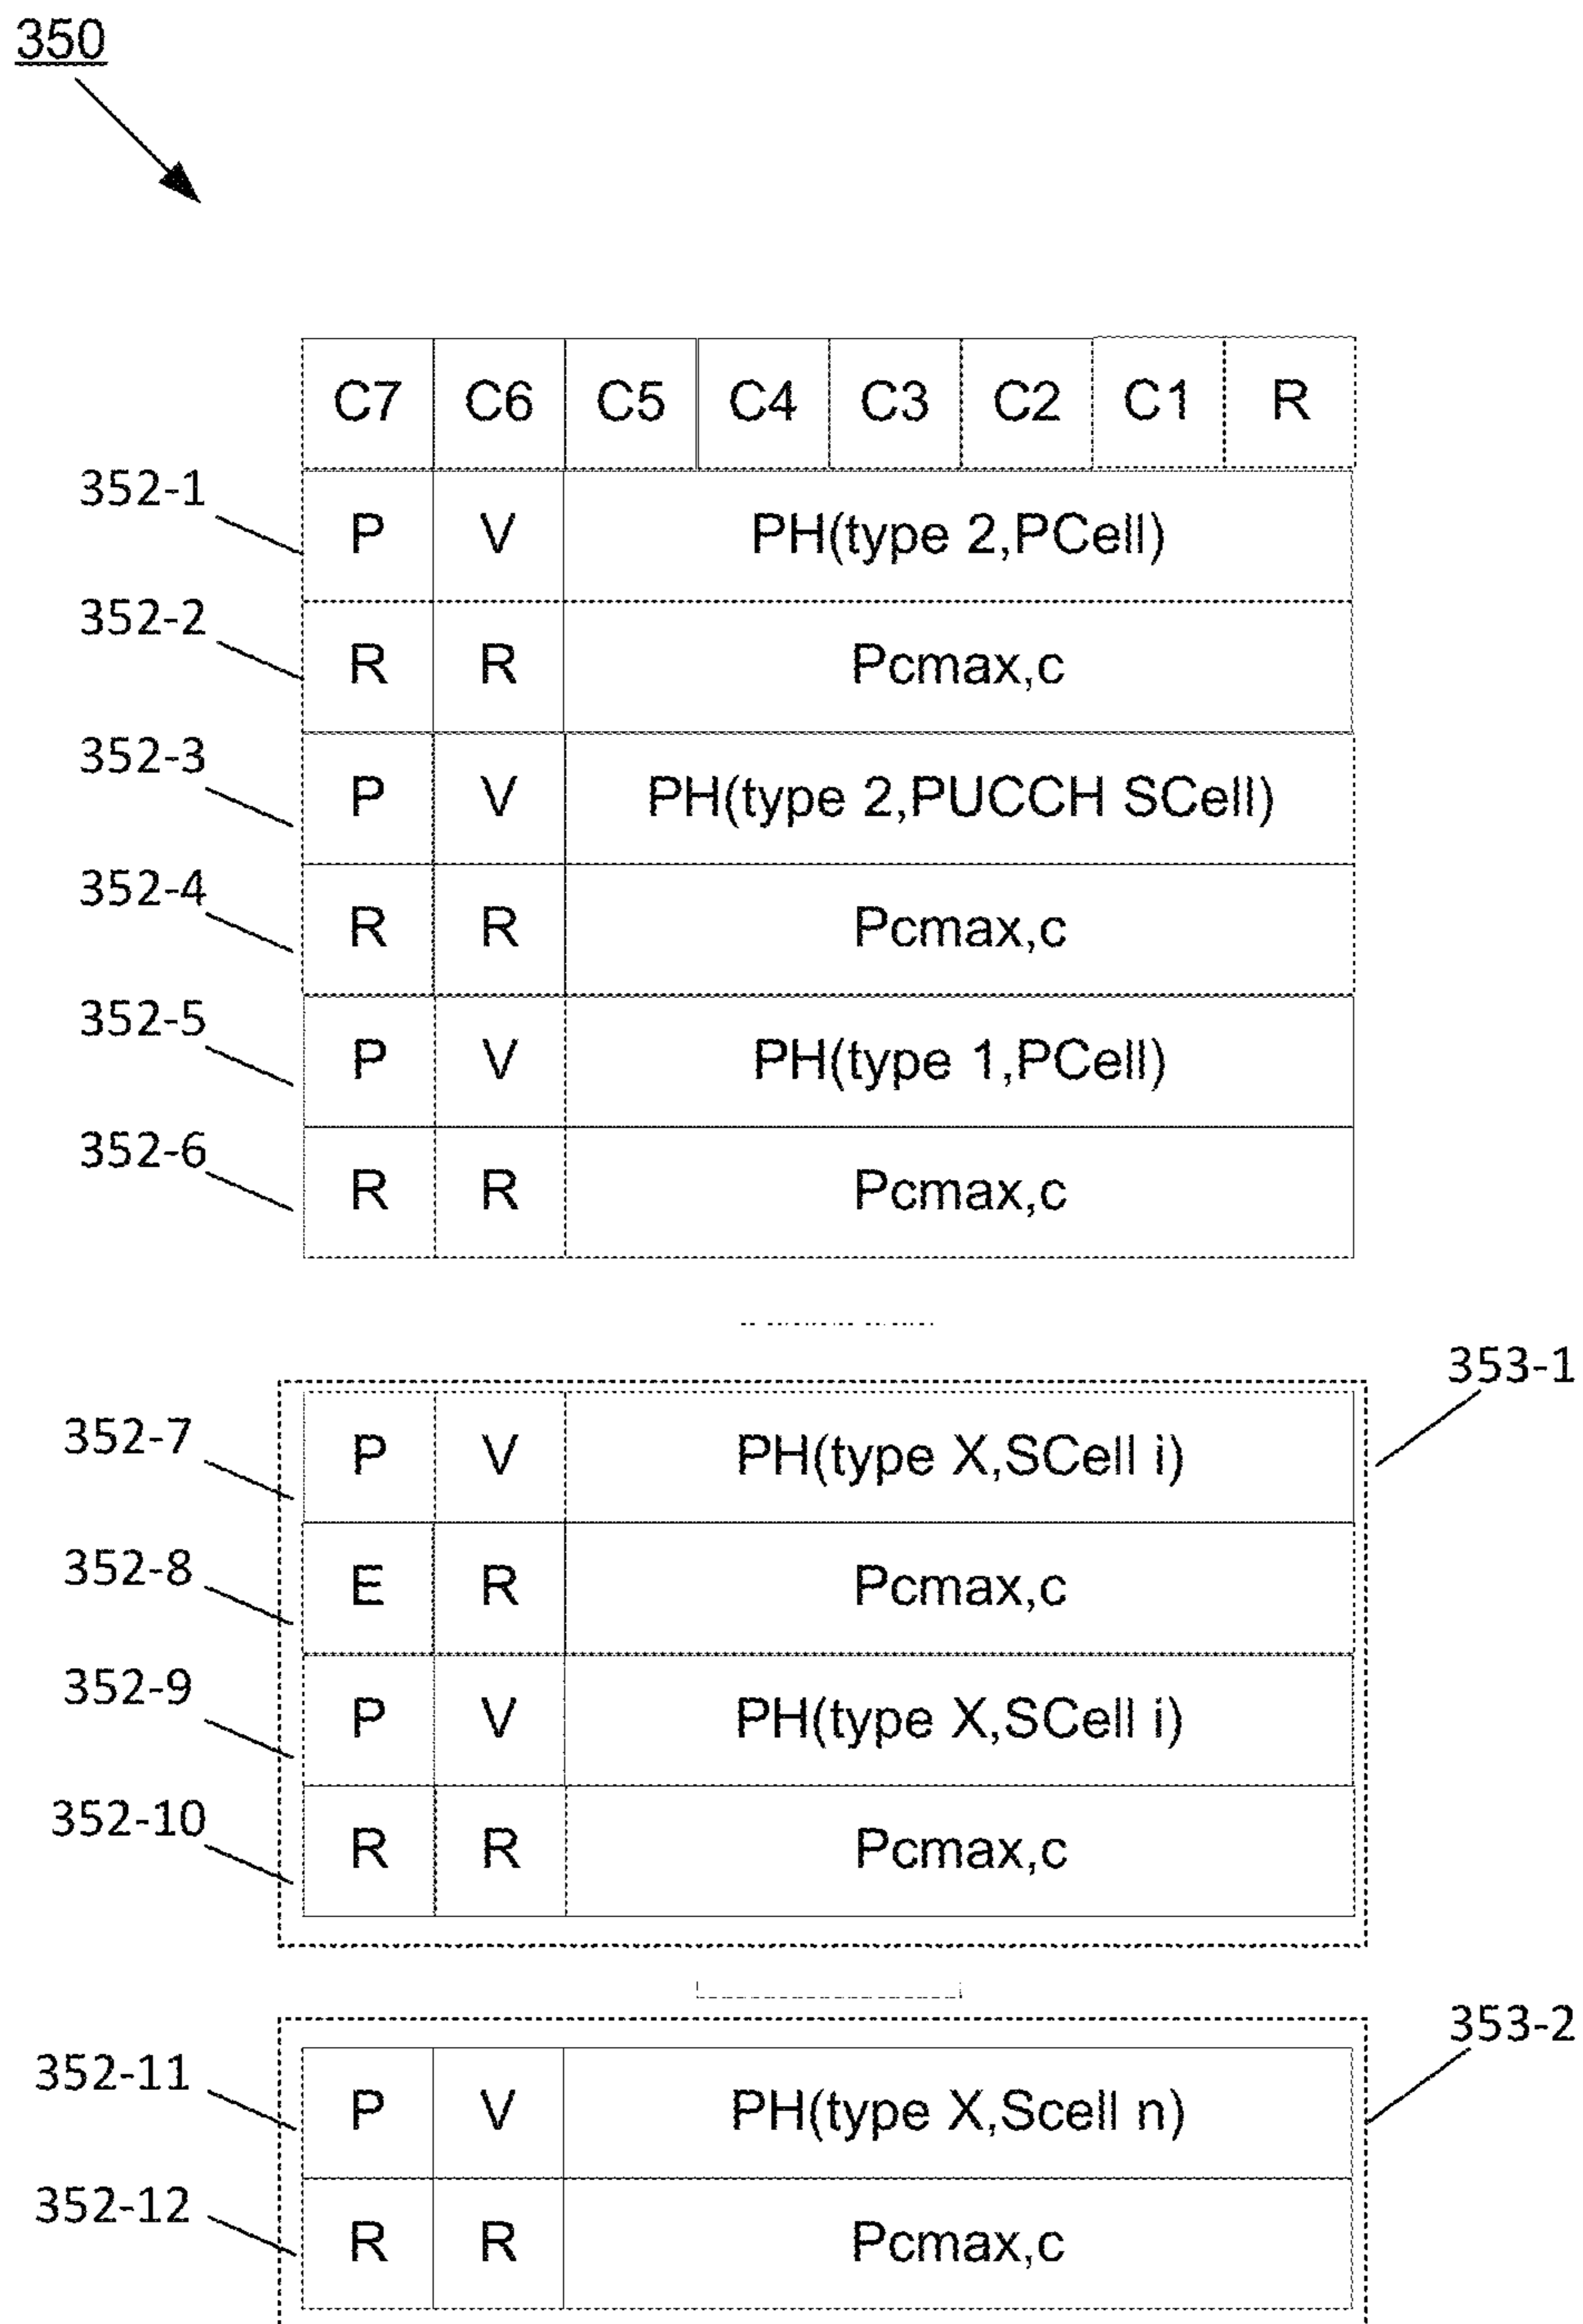 350
C7 C6 C5 C4 C3 C2 C1 R
352-1 P V PH(type 2,PCell)
352-2 R R Pcmax,c
352-3 P V PH(type 2,PUCCH SCell)
352-4 R R Pcmax,c
352-5 P V PH(type 1,PCell)
352-6 R R Pcmax,c
353-1
352-7 P V PH(type X,SCell i)
352-8 E R Pcmax,c
352-9 P V PH(type X,SCell i)
352-10 R R Pcmax,c
353-2
352-11 P V PH(type X,Scell n)
352-12 R R Pcmax,c